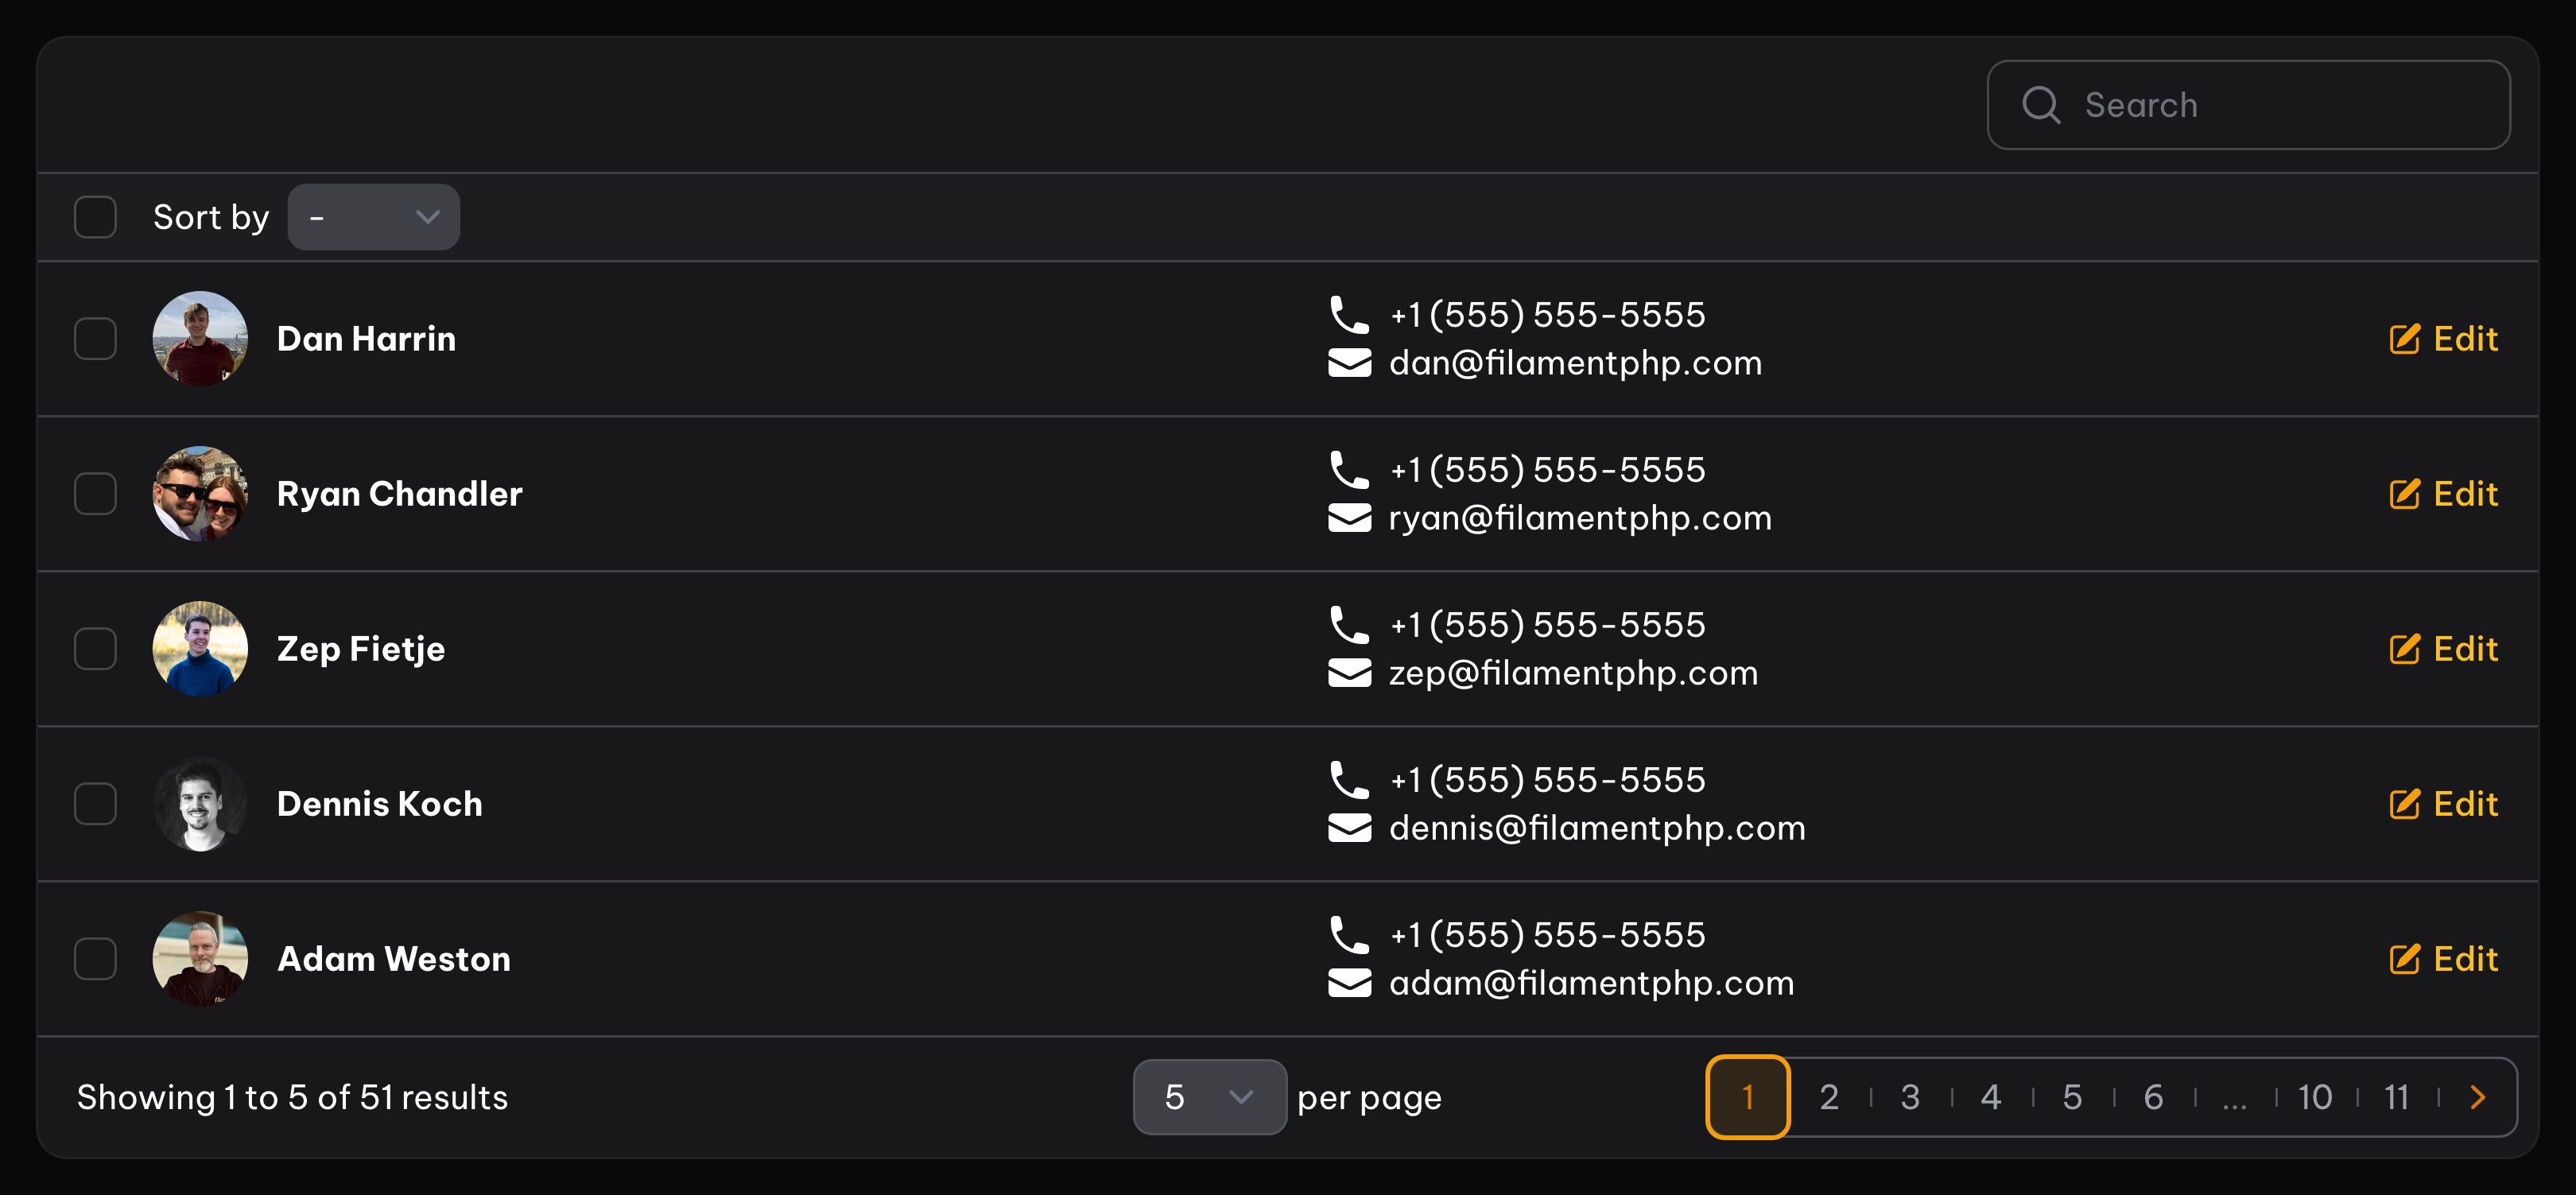 Search
Sort by -
Dan Harrin
+1 (555) 555-5555
dan@filamentphp.com
Edit
Ryan Chandler
+1 (555) 555-5555
ryan@filamentphp.com
Edit
Zep Fietje
+1 (555) 555-5555
zep@filamentphp.com
Edit
Dennis Koch
+1 (555) 555-5555
dennis@filamentphp.com
Edit
Adam Weston
+1 (555) 555-5555
adam@filamentphp.com
Edit
Showing 1 to 5 of 51 results
5 per page
1 2 3 4 5 6 ... 10 11